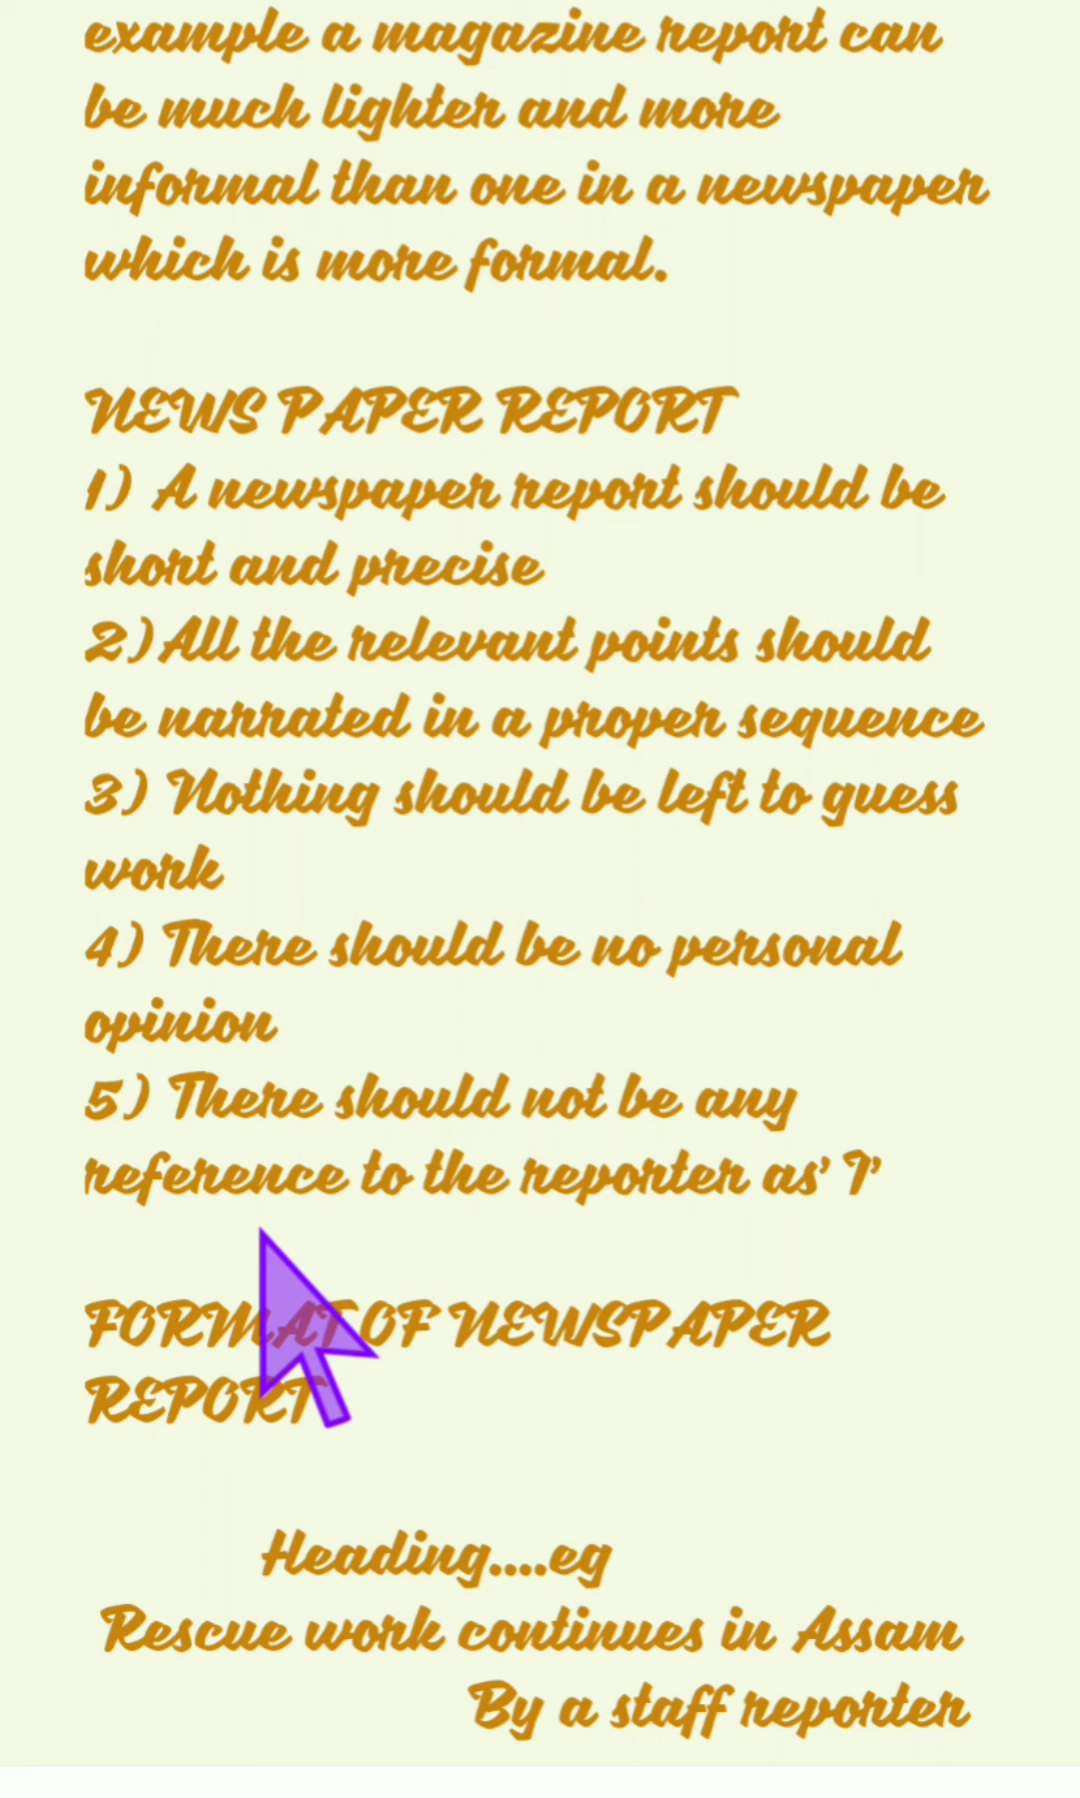 example a magazine report can
be much lighter and more
informal than one in a newspaper
which is more formal.
NEWS PAPER REPORT
1) A newspaper report should be
short and precise
2)All the relevant points should
be narrated in a proper sequence
3) Nothing should be left to guess
work
4) There should be no personal
opinion
5) There should not be any
reference to the reporter as' I'
FORMAT OF NEWSPAPER
REPORT
Heading....eg
Rescue work continues in Assam
By a staff reporter